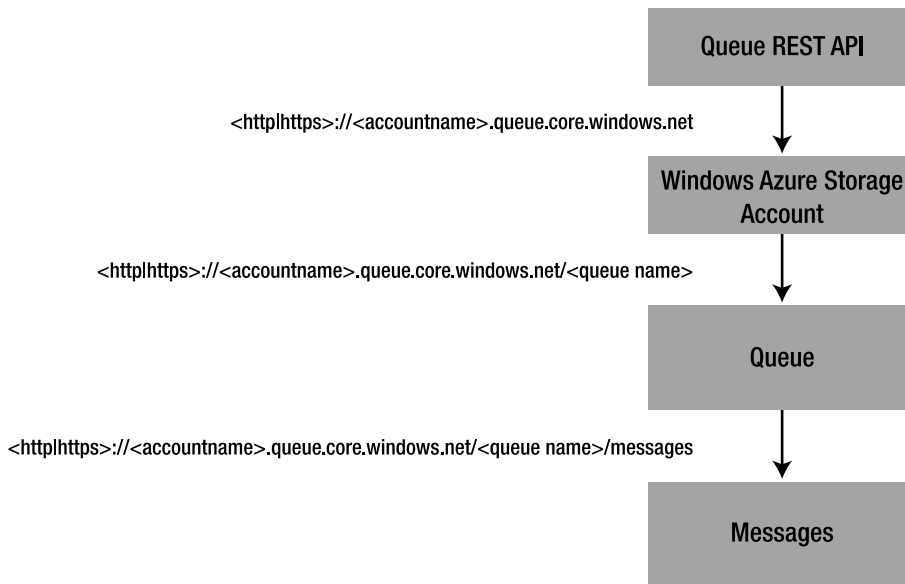 Queue REST API
<http|https>://<accountname>.queue.core.windows.net
Windows Azure Storage
Account
<http|https>://<accountname>.queue.core.windows.net/<queue name>
Queue
<http|https>://<accountname>.queue.core.windows.net/<queue name>/messages
Messages